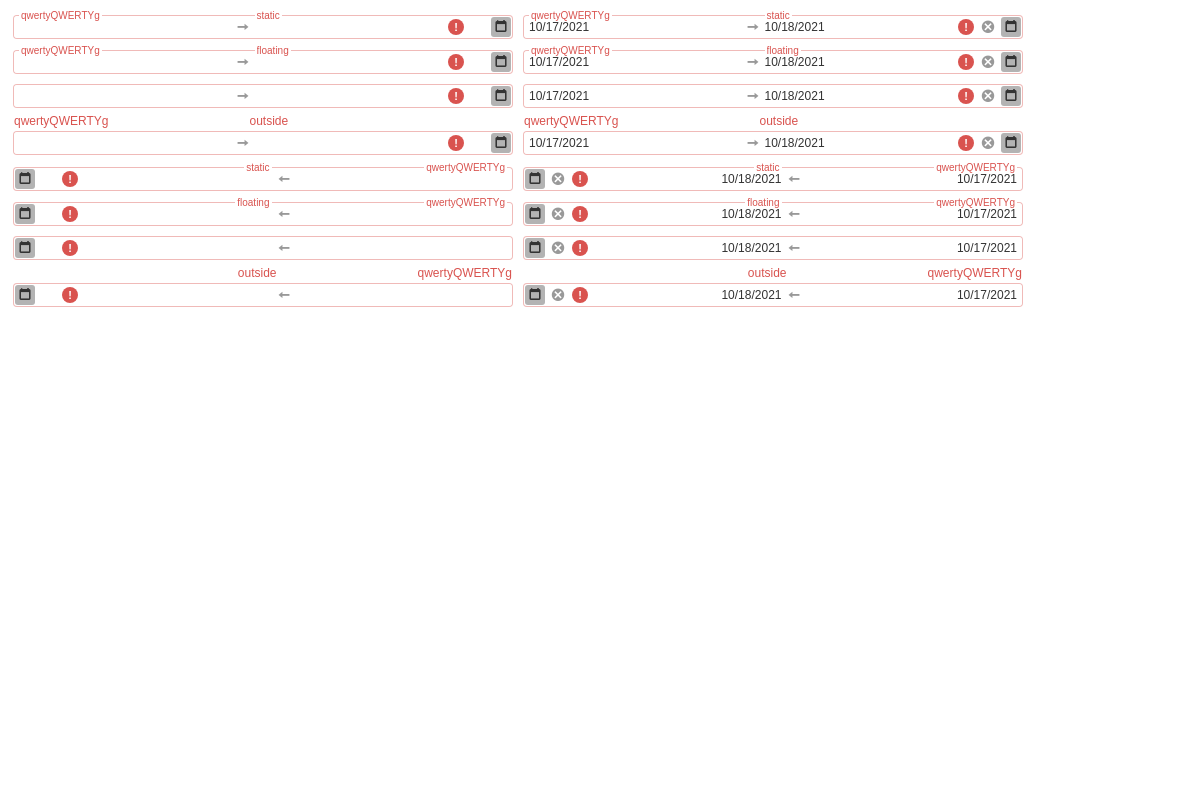 qwertyQWERTYg static qwertyQWERTYg static
10/17/2021 10/18/2021
qwertyQWERTYg floating qwertyQWERTYg floating
10/17/2021 10/18/2021
10/17/2021 10/18/2021
qwertyQWERTYg outside qwertyQWERTYg outside
10/17/2021 10/18/2021
static qwertyQWERTYg static qwertyQWERTYg
10/18/2021 10/17/2021
floating qwertyQWERTYg floating qwertyQWERTYg
10/18/2021 10/17/2021
10/18/2021 10/17/2021
outside qwertyQWERTYg outside qwertyQWERTYg
10/18/2021 10/17/2021